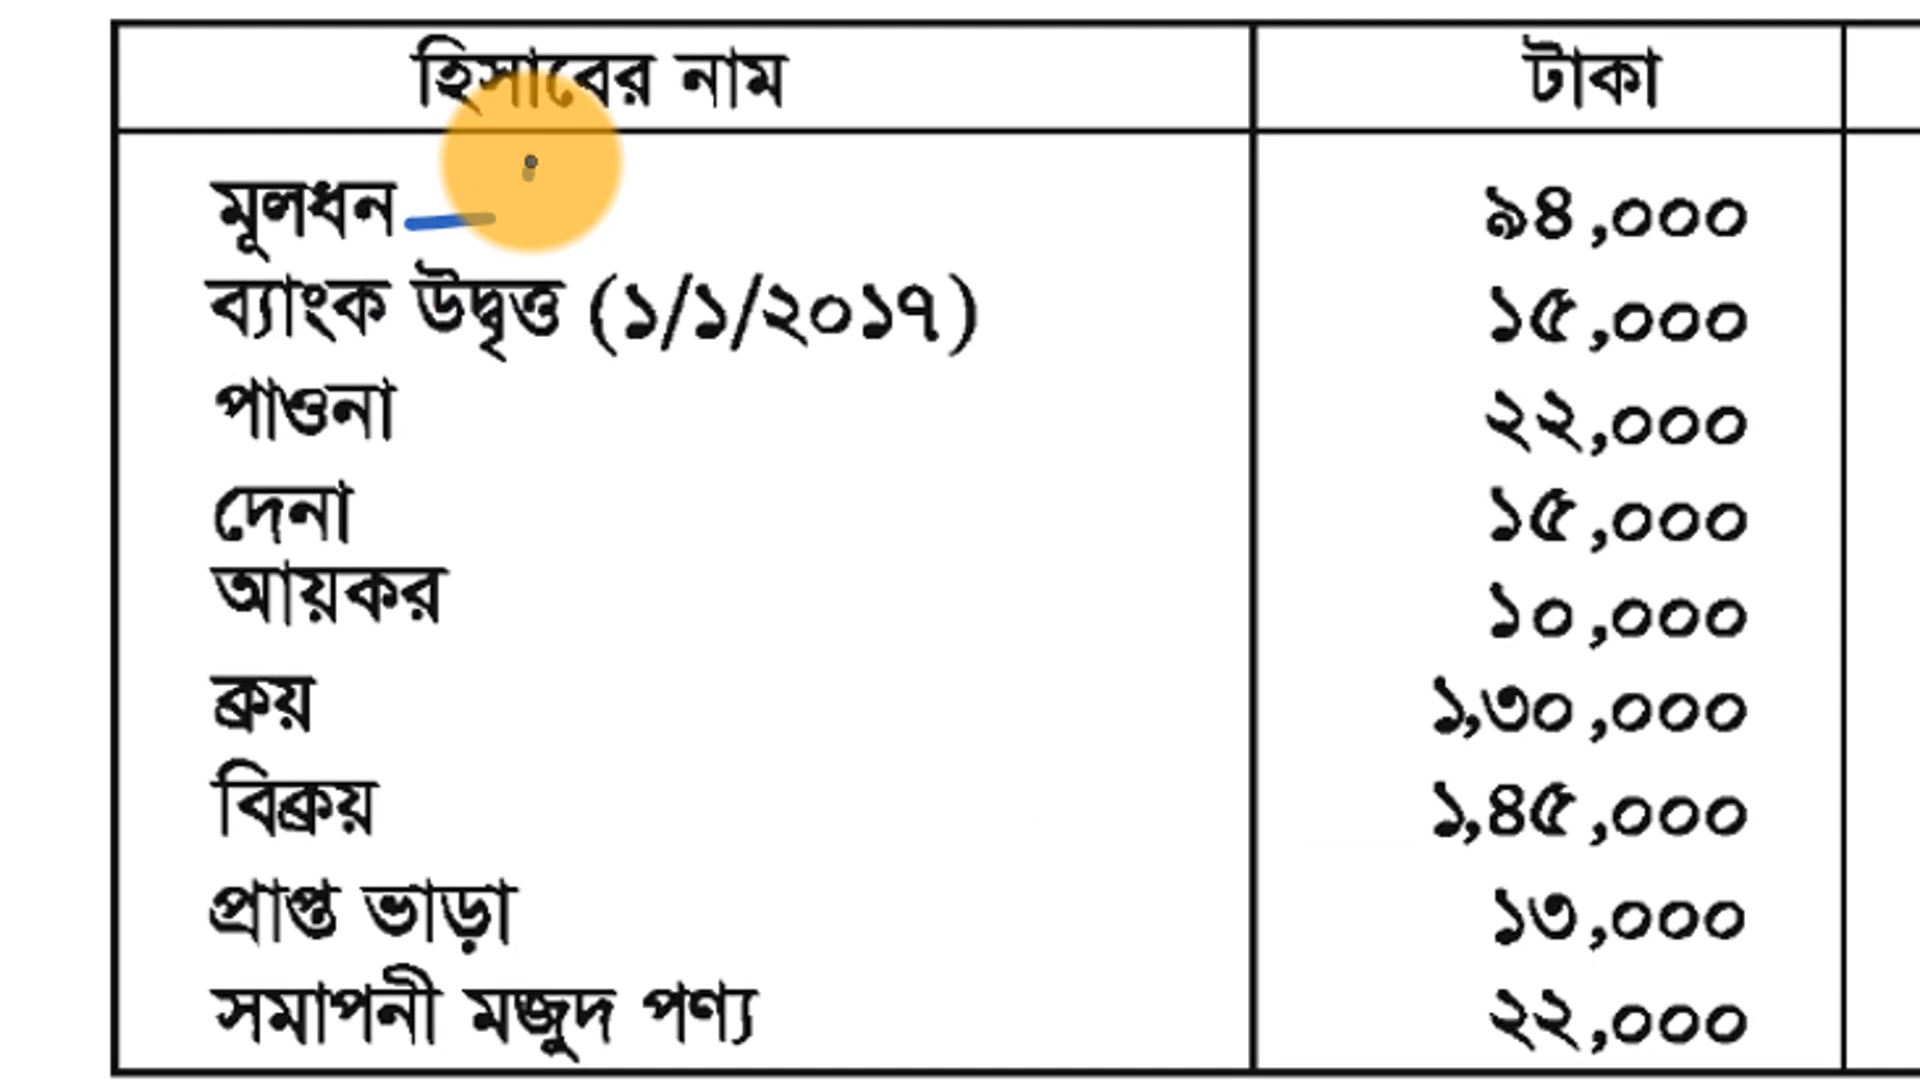 হিসাবের নাম টাকা
মূলধন ৯৪,০০০
ব্যাংক উদ্বৃত্ত (১/১/২০১৭) ১৫,০০০
পাওনা ২২,০০০
দেনা ১৫,০০০
আয়কর ১০,০০০
ক্রয় ১,৩০,০০০
বিক্রয় ১,৪৫,০০০
প্রাপ্ত ভাড়া ১৩,০০০
সমাপনী মজুদ পণ্য ২২,০০০